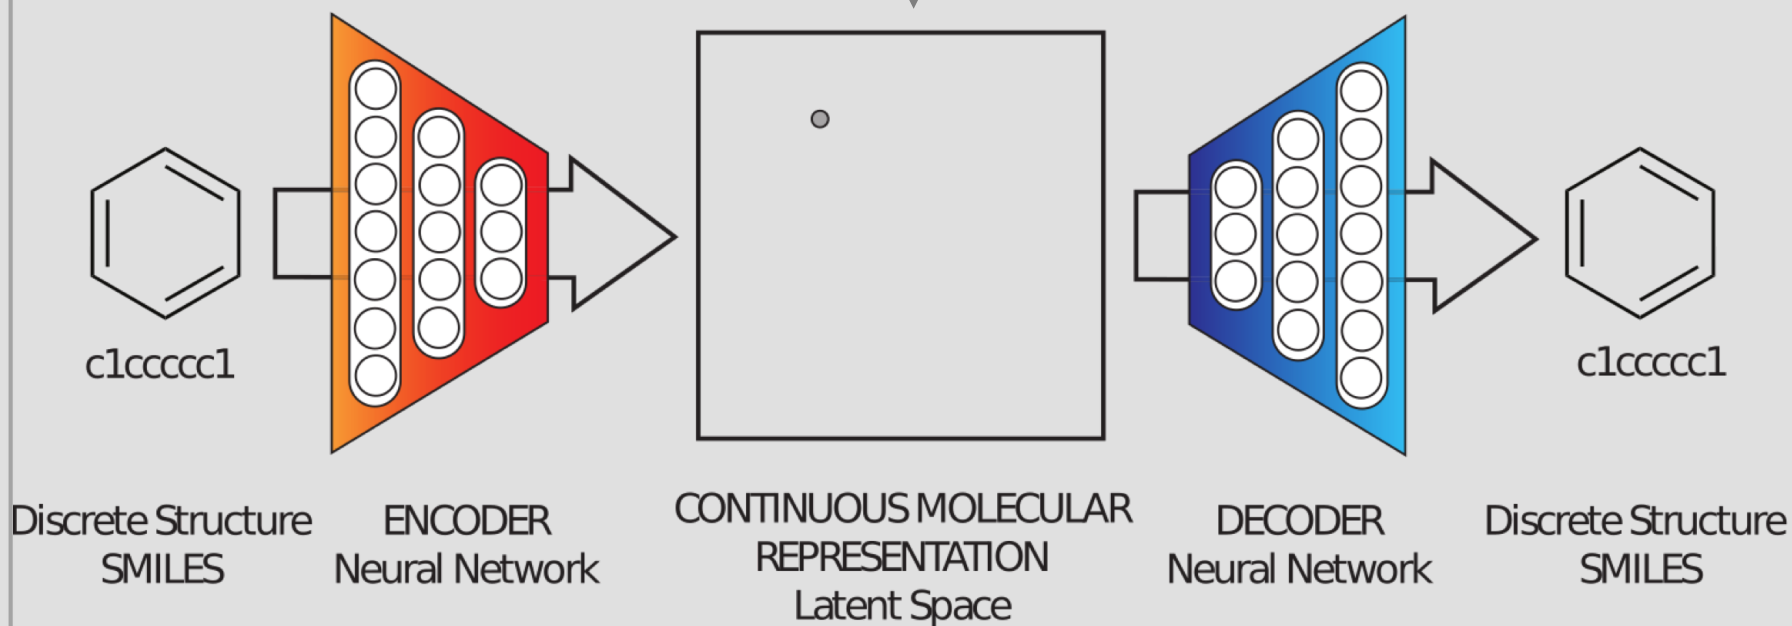 c1ccccc1
c1ccccc1
Discrete Structure
SMILES
ENCODER
Neural Network
CONTINUOUS MOLECULAR
REPRESENTATION
Latent Space
DECODER
Neural Network
Discrete Structure
SMILES